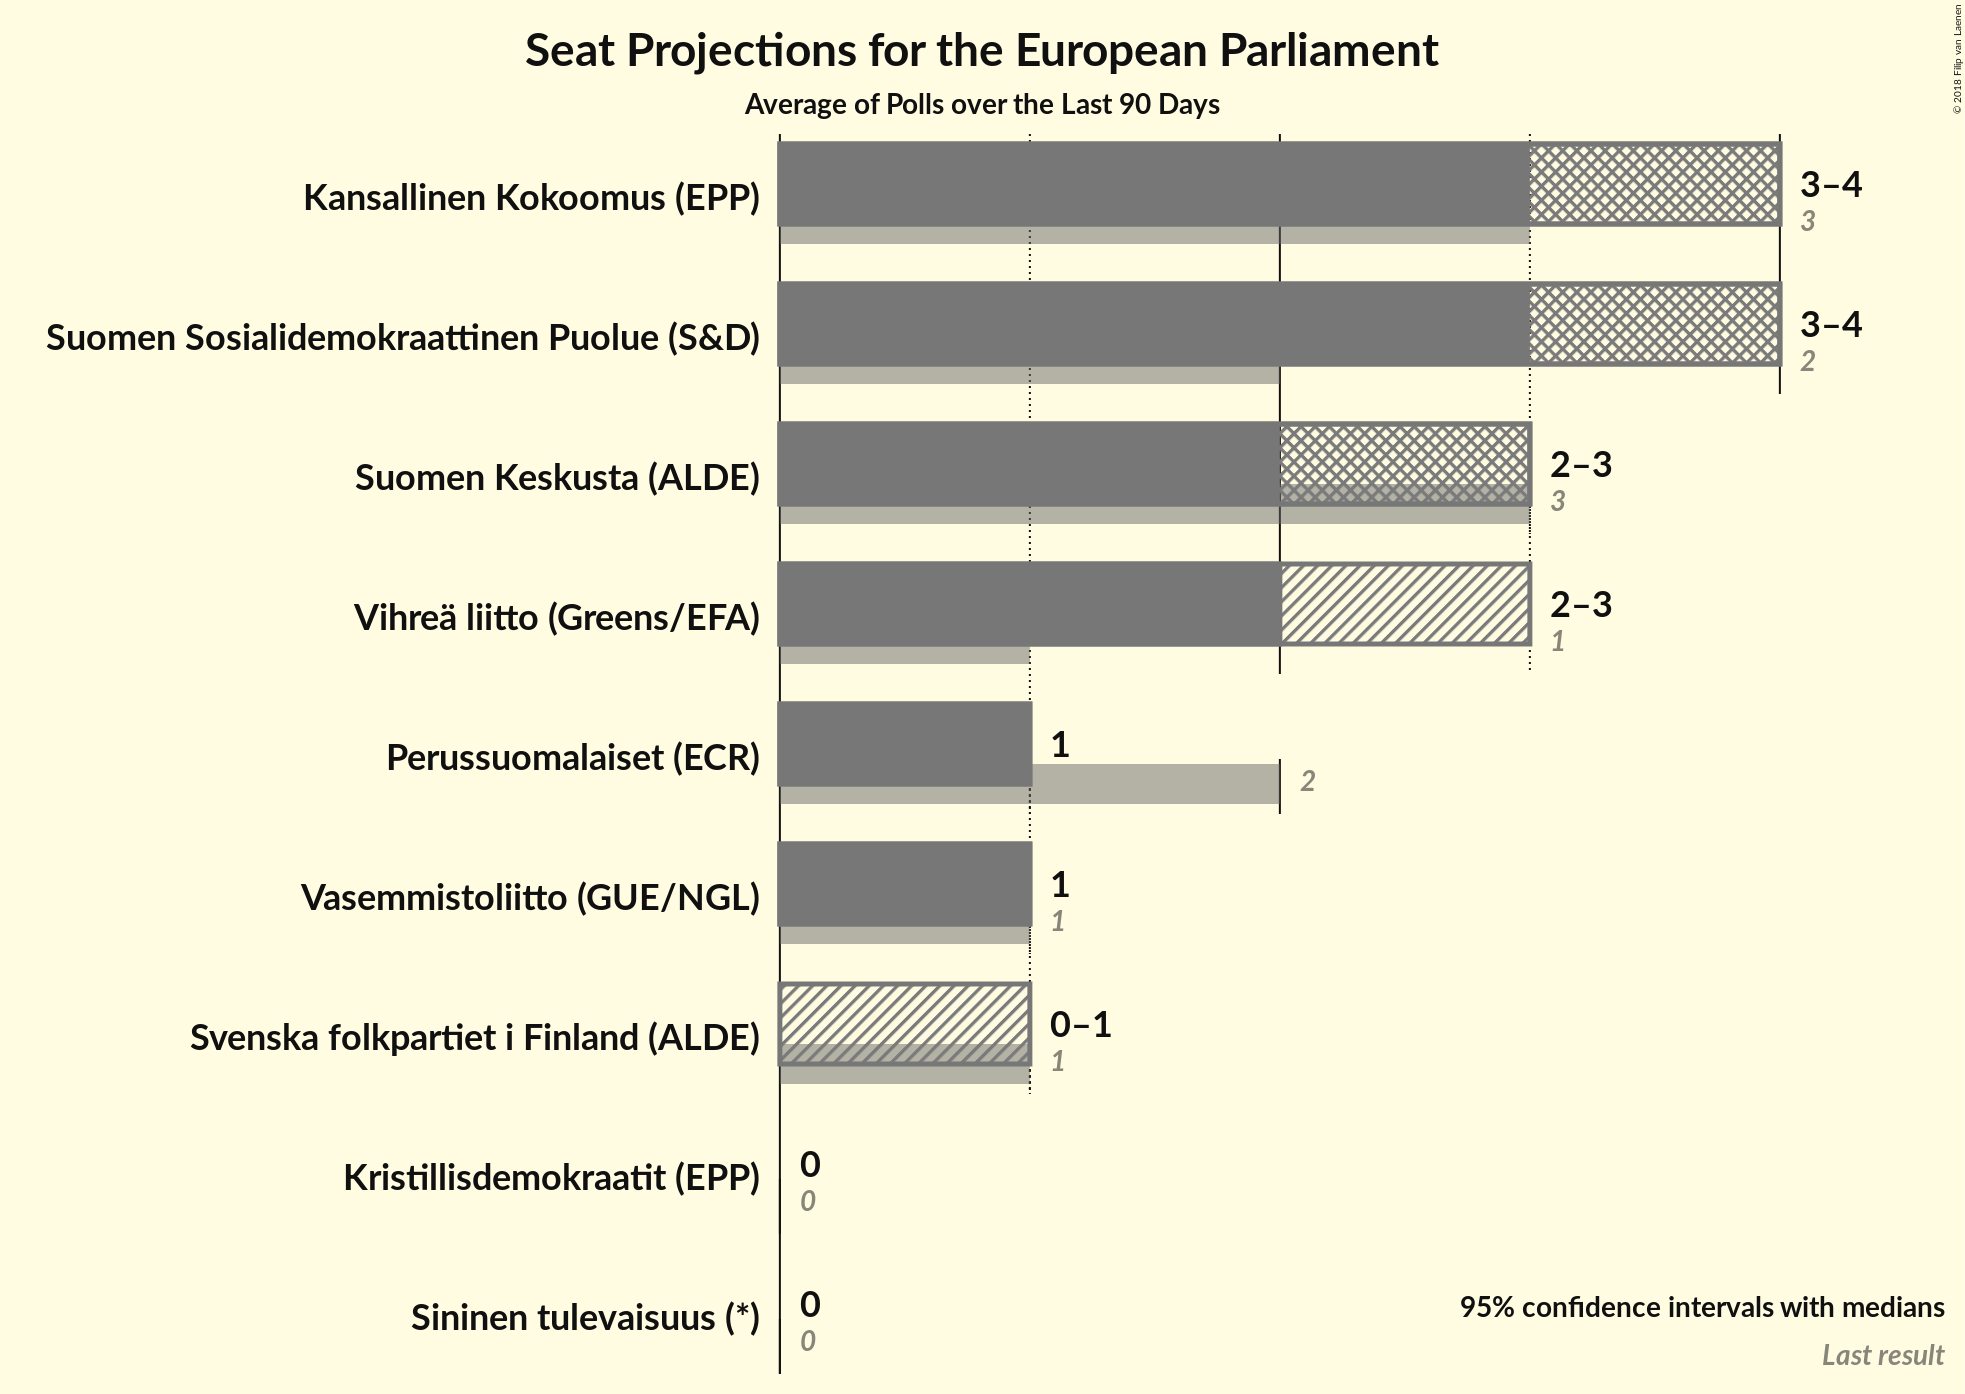 Seat Projections for the European Parliament
Average of Polls over the Last 90 Days
© 2018 Filip van Laenen
Kansallinen Kokoomus (EPP)
3–4
3
Suomen Sosialidemokraattinen Puolue (S&D)
3–4
2
Suomen Keskusta (ALDE)
2–3
3
Vihreä liitto (Greens/EFA)
2–3
1
Perussuomalaiset (ECR)
1
2
Vasemmistoliitto (GUE/NGL)
1
1
Svenska folkpartiet i Finland (ALDE)
0–1
1
Kristillisdemokraatit (EPP)
0
0
Sininen tulevaisuus (*)
0
0
95% confidence intervals with medians
Last result